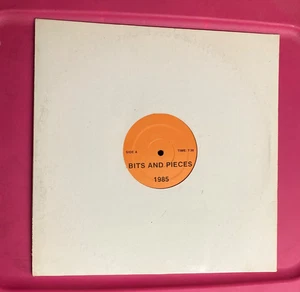 SIDE A
BITS AND PIECES
1985